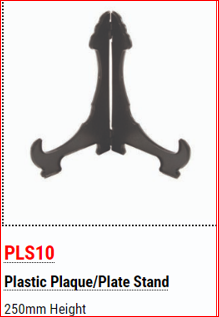 PLS10
Plastic Plaque/Plate Stand
250mm Height